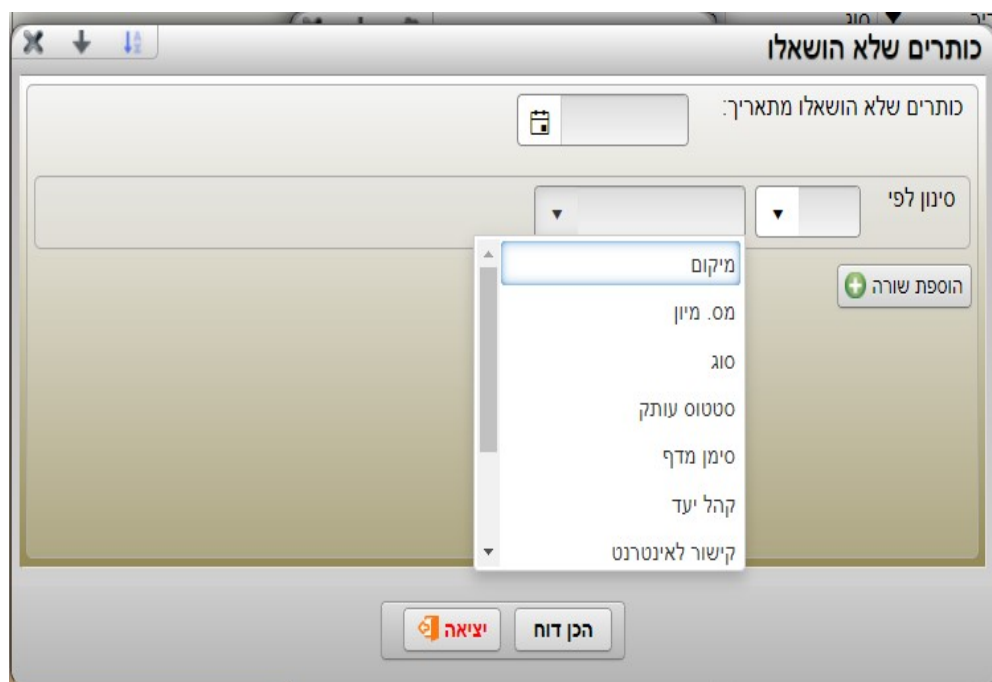 סוג
כותרים שלא הושאלו
כותרים שלא הושאלו מתאריך:
סינון לפי
מיקום
מס. מיון
סוג
סטטוס עותק
סימן מדף
קהל יעד
קישור לאינטרנט
הוספת שורה
הכן דוח
יציאה